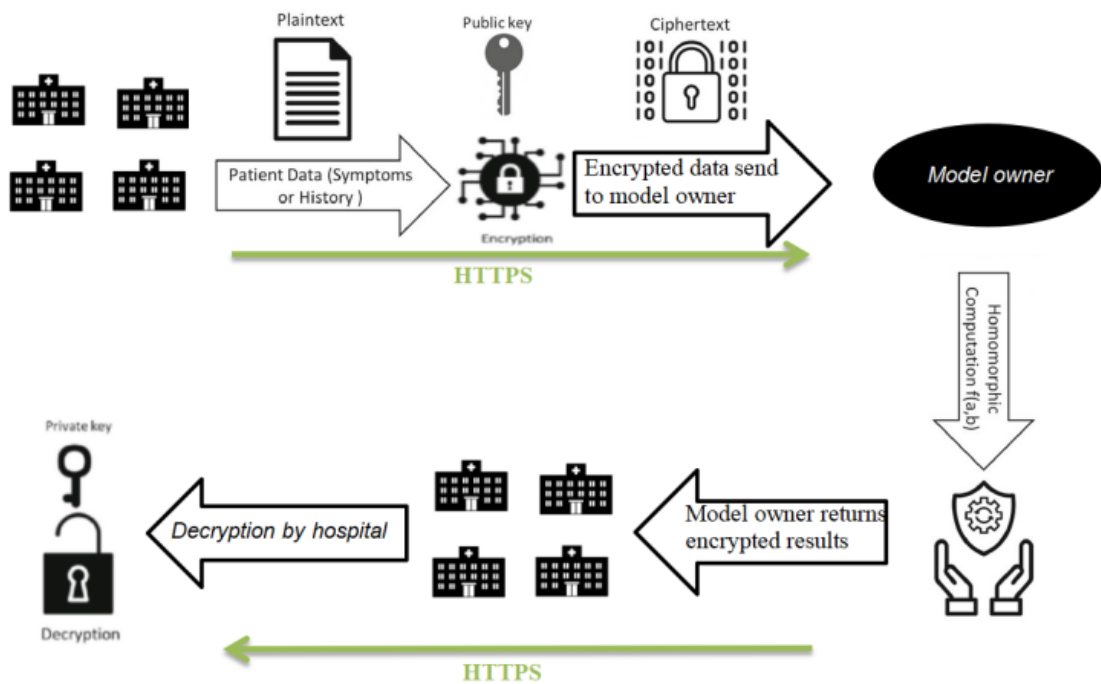 Plaintext
Public key
Ciphertext
Patient Data (Symptoms
or History )
Encryption
Encrypted data send
to model owner
Model owner
HTTPS
Homomorphic
Computation f(a,b)
Private key
Decryption
Decryption by hospital
Model owner returns
encrypted results
HTTPS